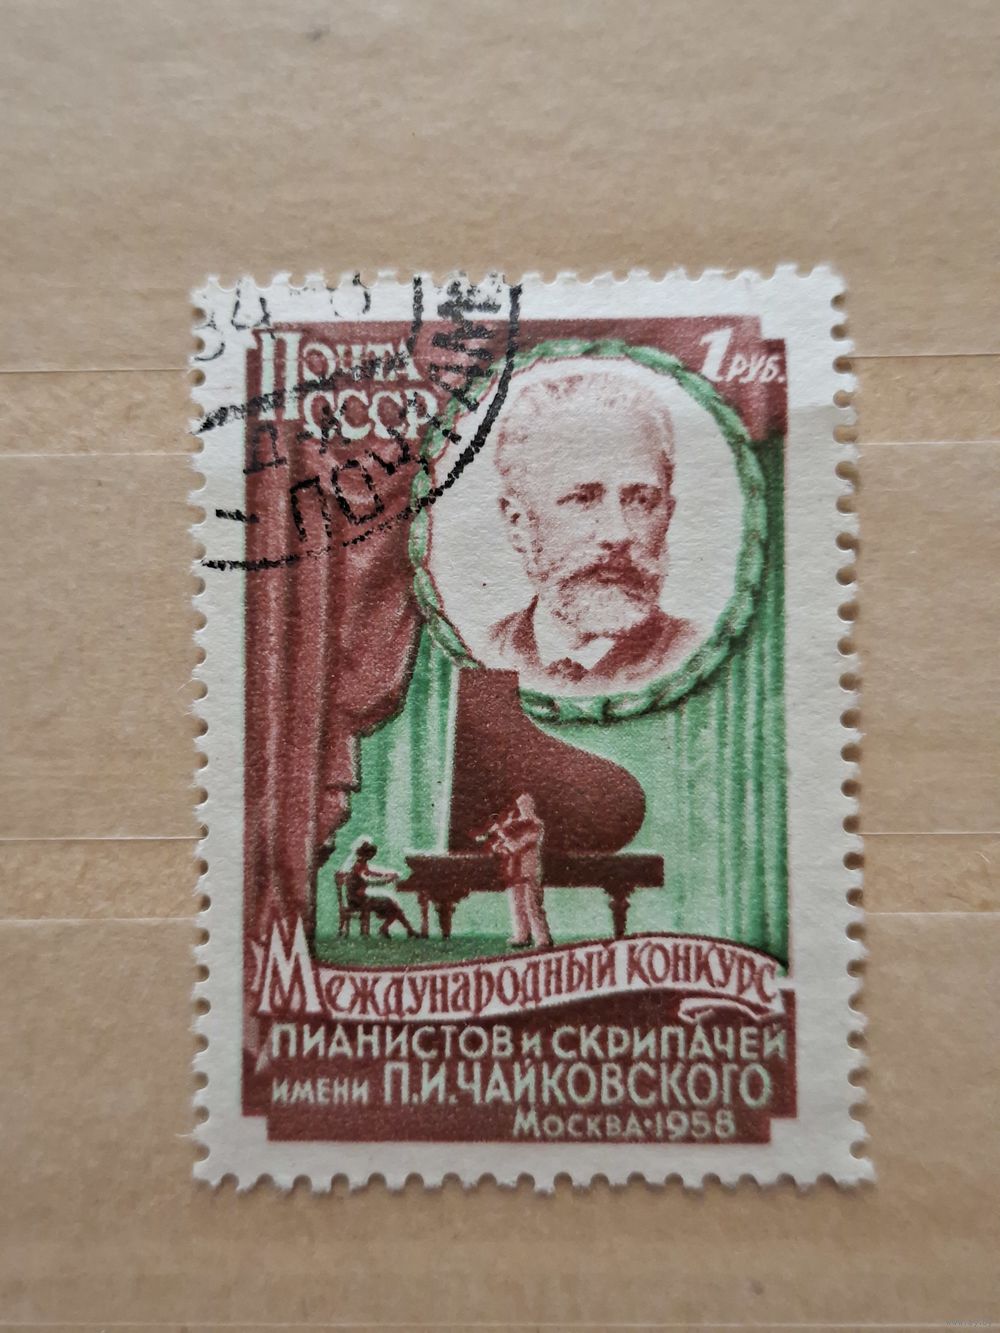 Почта
СССР
1 РУБ.
Международный конкурс
ПИАНИСТОВ и СКРИПАЧЕЙ
ИМЕНИ П.И.ЧАЙКОВСКОГО
Москва·1958